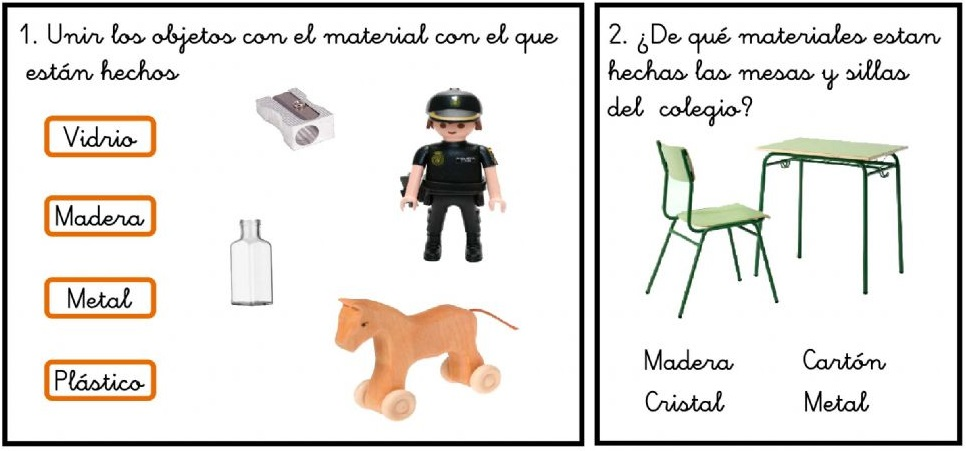 1. Unir los objetos con el material con el que
están hechos
Vidrio
Madera
Metal
Plástico
2. ¿De qué materiales estan
hechas las mesas y sillas
del colegio?
Madera Cartón
Cristal Metal